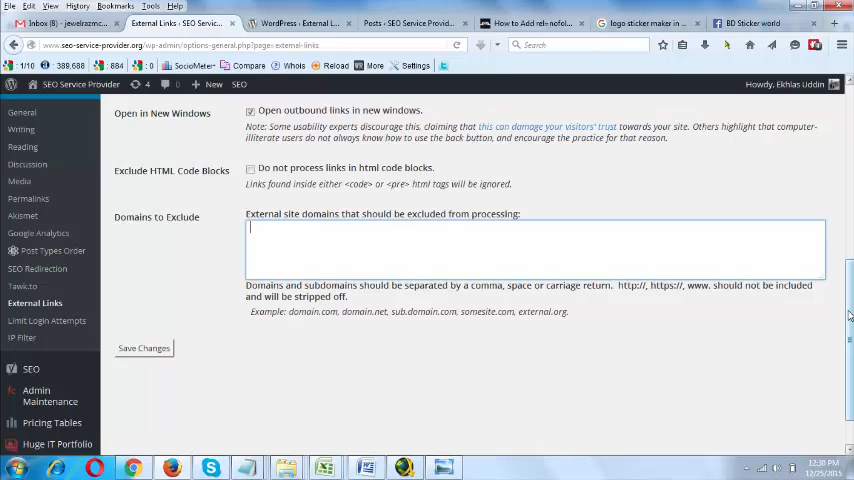 File Edit View History Bookmarks Tools Help
Inbox (3) - jewelrazmc...
External Links ‹ SEO Servic...
WordPress › External L...
Posts ‹ SEO Service Provid...
How to Add rel=nofol...
logo sticker maker in ...
BD Sticker world
www.seo-service-provider.org/wp-admin/options-general.php?page=external-links
Search
: 1/10
: 389,688
: 884
: 0
SocioMeter
Compare
Whois
Reload
More
Settings
SEO Service Provider
4
0
New
SEO
Howdy, Ekhlas Uddin
General
Writing
Reading
Discussion
Media
Permalinks
Akismet
Google Analytics
Post Types Order
SEO Redirection
Tawk.to
External Links
Limit Login Attempts
IP Filter
SEO
Admin
Maintenance
Pricing Tables
Huge IT Portfolio
Open in New Windows
Open outbound links in new windows.
Note: Some usability experts discourage this, claiming that this can damage your visitors' trust towards your site. Others highlight that computer-
illiterate users do not always know how to use the back button, and encourage the practice for that reason.
Exclude HTML Code Blocks
Do not process links in html code blocks.
Links found inside either <code> or <pre> html tags will be ignored.
Domains to Exclude
External site domains that should be excluded from processing:
Domains and subdomains should be separated by a comma, space or carriage return. http://, https://, www. should not be included
and will be stripped off.
Example: domain.com, domain.net, sub.domain.com, somesite.com, external.org.
Save Changes
12:30 PM
12/25/2015